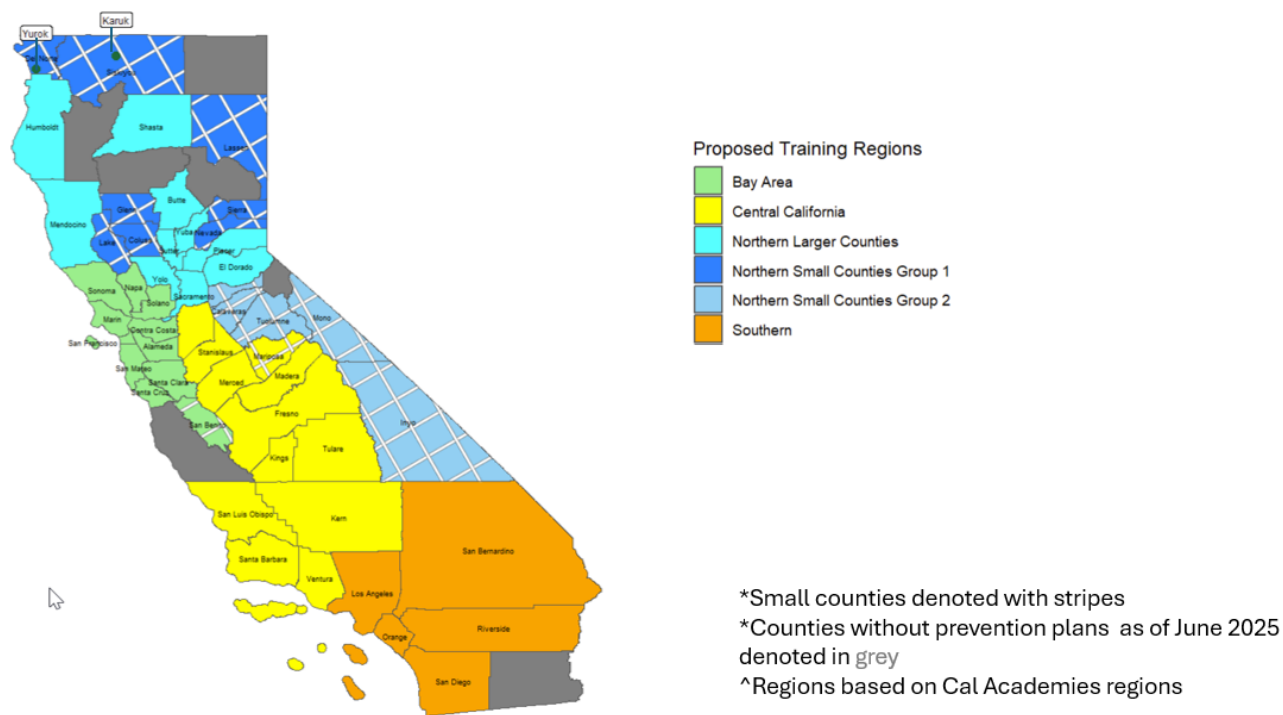 Karuk
Yurok
Del Norte
Siskiyou
Humboldt
Shasta
Lassen
Butte
Glenn
Sierra
Mendocino
Yuba
Nevada
Lake
Colusa
Sutter
Placer
El Dorado
Yolo
Sonoma
Napa
Sacramento
Solano
Calaveras
Marin
Tuolumne
Mono
Contra Costa
San Francisco
Alameda
Stanislaus
Mariposa
San Mateo
Madera
Santa Clara
Merced
Santa Cruz
Fresno
San Benito
Inyo
Tulare
Kings
San Luis Obispo
Kern
San Bernardino
Santa Barbara
Ventura
Los Angeles
Riverside
Orange
San Diego
Proposed Training Regions
Bay Area
Central California
Northern Larger Counties
Northern Small Counties Group 1
Northern Small Counties Group 2
Southern
*Small counties denoted with stripes
*Counties without prevention plans as of June 2025
denoted in grey
^Regions based on Cal Academies regions